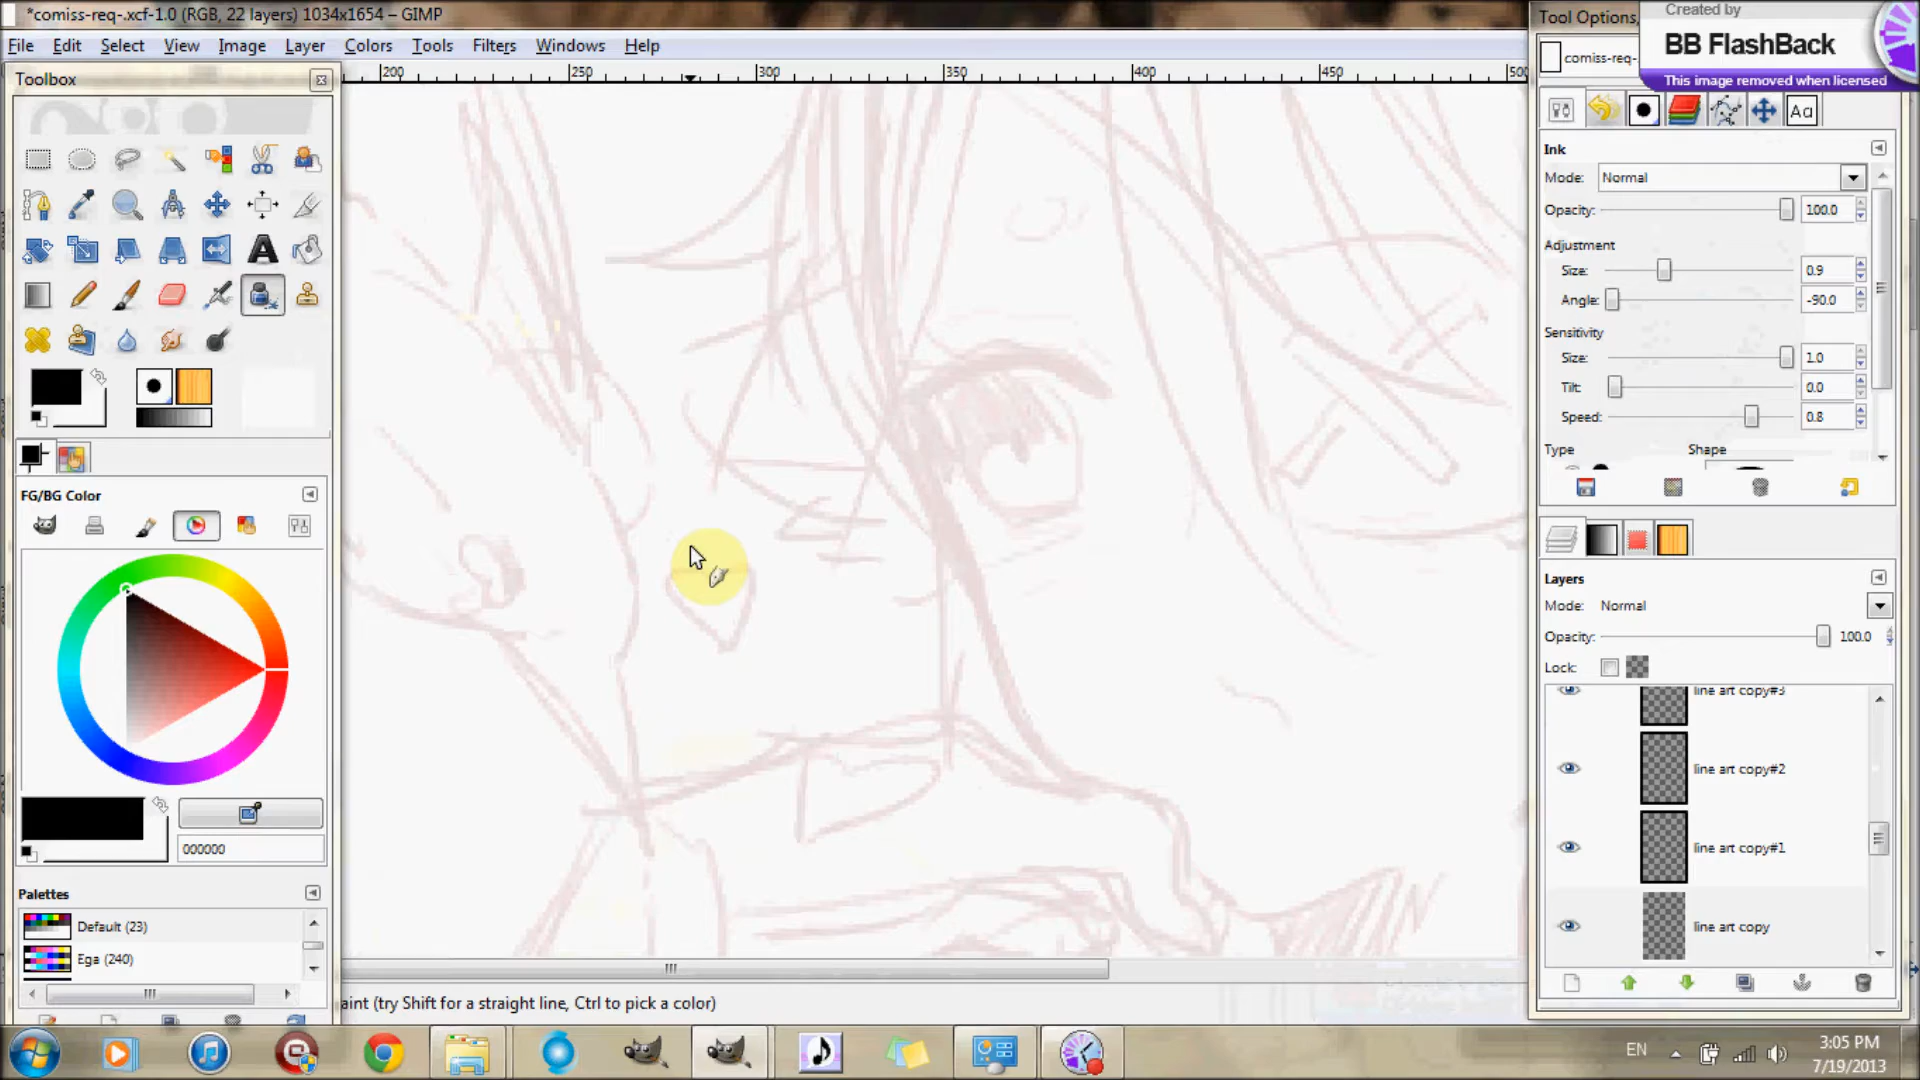 *comiss-req-.xcf-1.0 (RGB, 22 layers) 1034x1654 – GIMP
File Edit Select View Image Layer Colors Tools Filters Windows Help
Toolbox
200 250 300 350 400 450 500
FG/BG Color
000000
Palettes
Default (23)
Ega (240)
aint (try Shift for a straight line, Ctrl to pick a color)
Tool Options,
Created by
BB FlashBack
This image removed when licensed
comiss-req-
Aa
Ink
Mode: Normal
Opacity: 100.0
Adjustment
Size: 0.9
Angle: -90.0
Sensitivity
Size: 1.0
Tilt: 0.0
Speed: 0.8
Type Shape
Layers
Mode: Normal
Opacity: 100.0
Lock:
line art copy#3
line art copy#2
line art copy#1
line art copy
EN
3:05 PM
7/19/2013